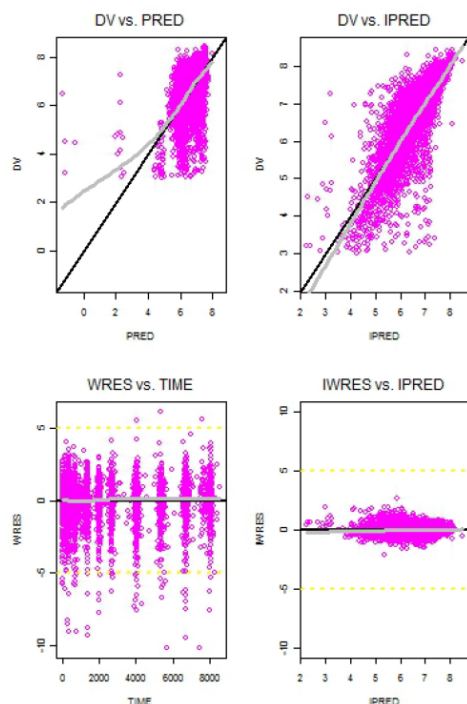 DV vs. PRED
DV
8
6
4
2
0
0 2 4 6 8
PRED
DV vs. IPRED
DV
8
7
6
5
4
3
2
2 3 4 5 6 7 8
IPRED
WRES vs. TIME
WRES
5
0
-5
-10
0 2000 4000 6000 8000
TIME
IWRES vs. IPRED
IWRES
10
5
0
-5
-10
2 3 4 5 6 7 8
IPRED